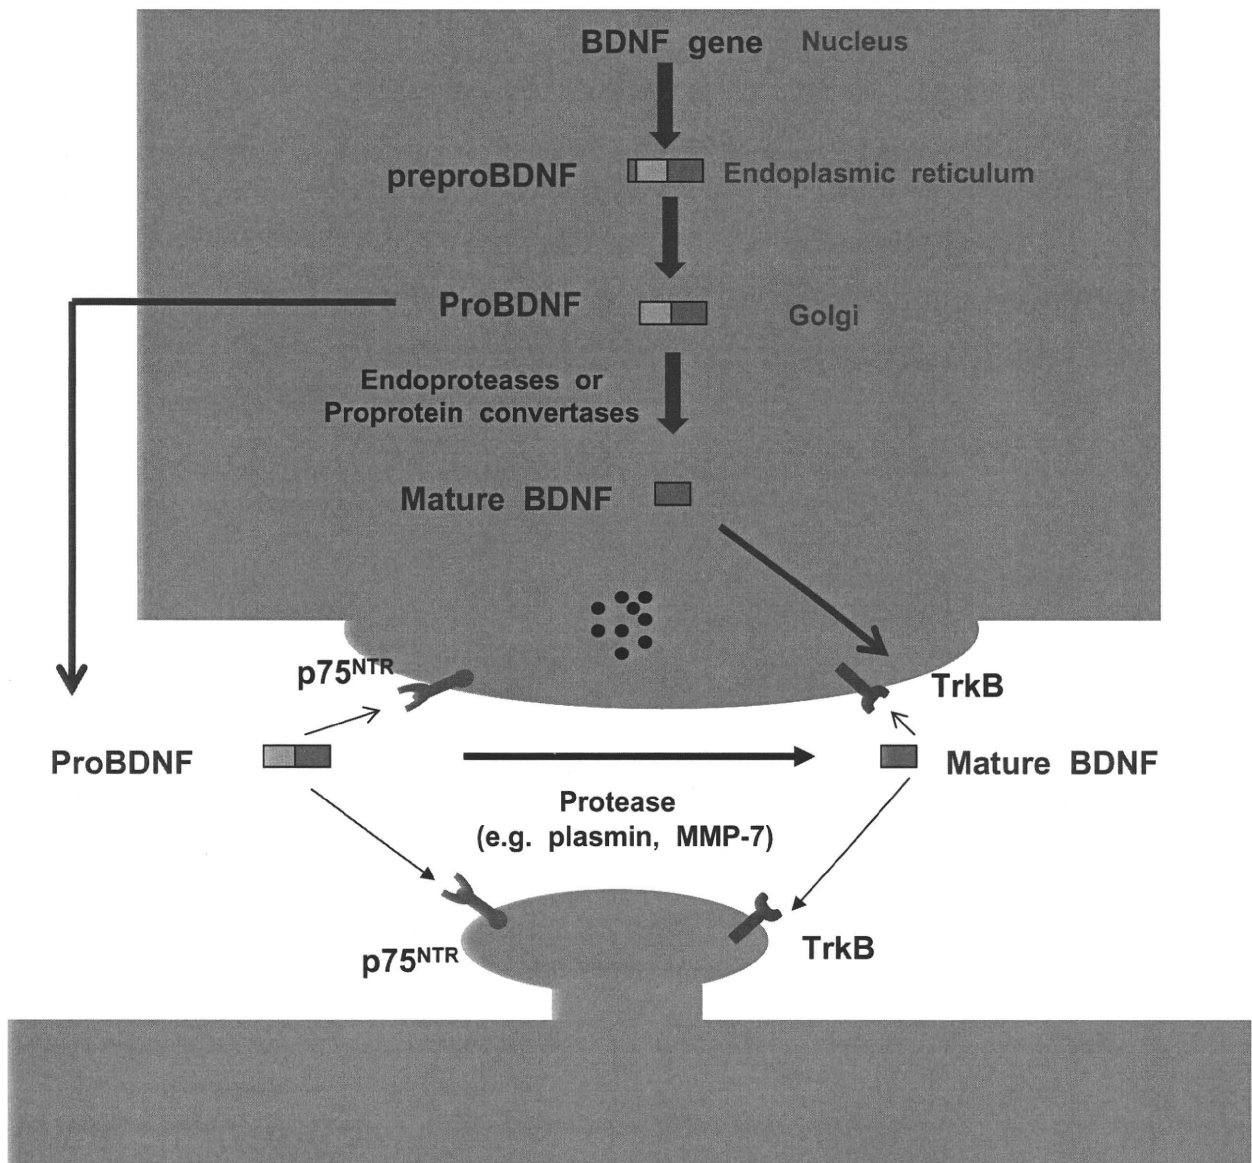 BDNF gene Nucleus
preproBDNF Endoplasmic reticulum
ProBDNF Golgi
Endoproteases or
Proprotein convertases
Mature BDNF
p75NTR
TrkB
ProBDNF
Mature BDNF
Protease
(e.g. plasmin, MMP-7)
p75NTR
TrkB